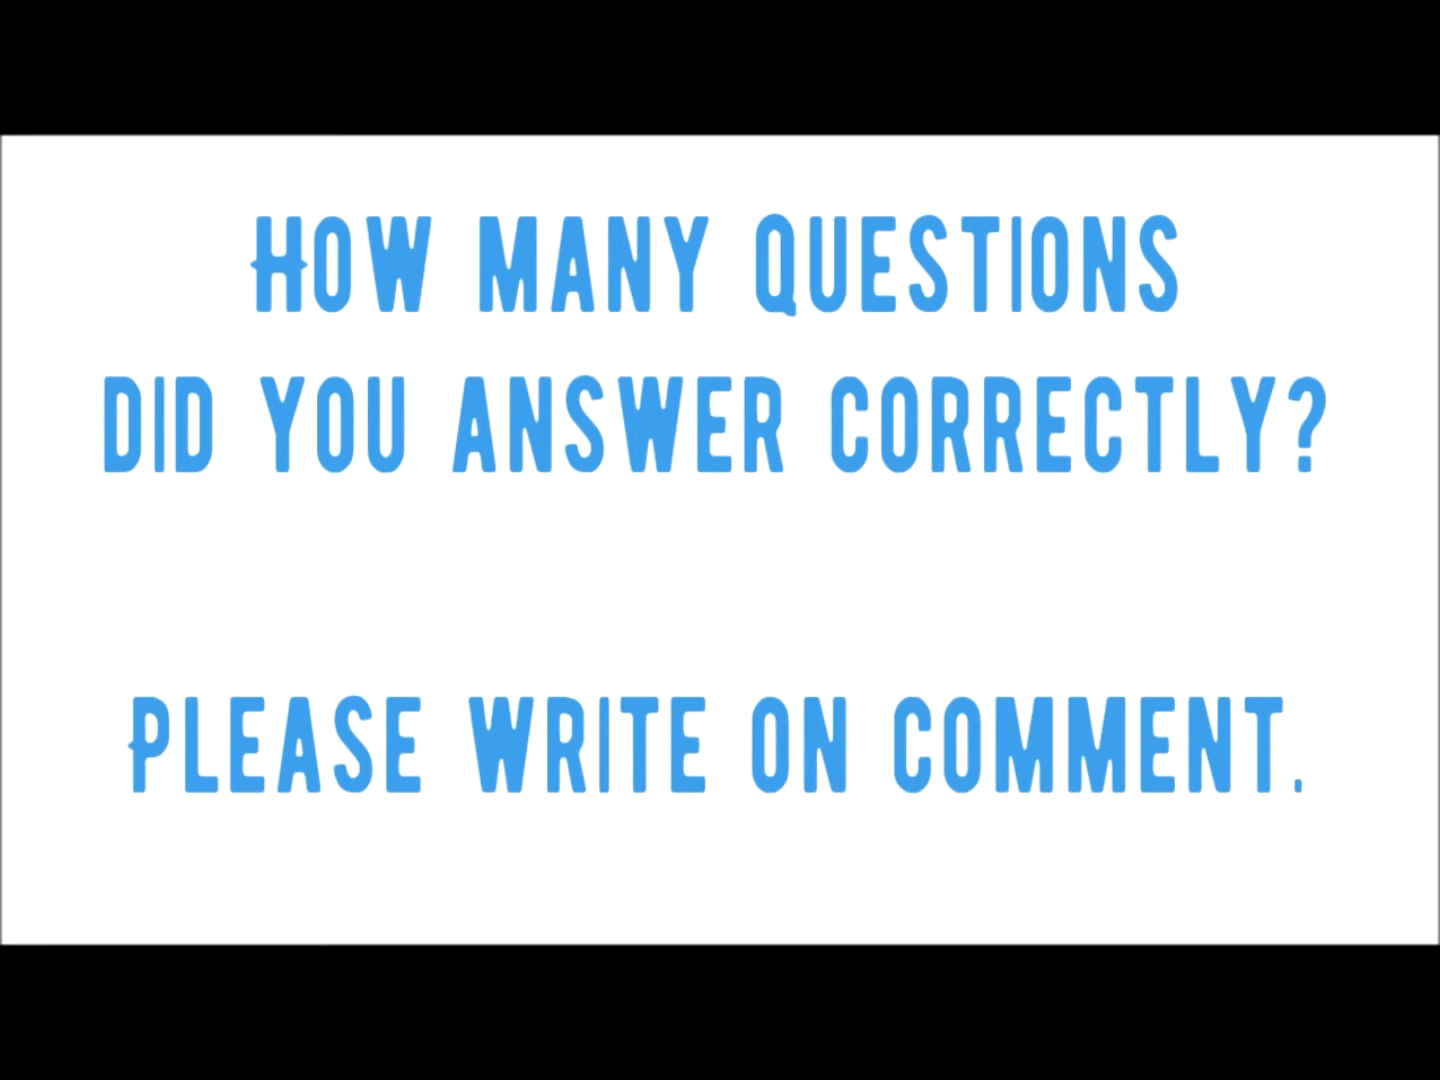 How many questions
did you answer correctly?
Please write on comment.